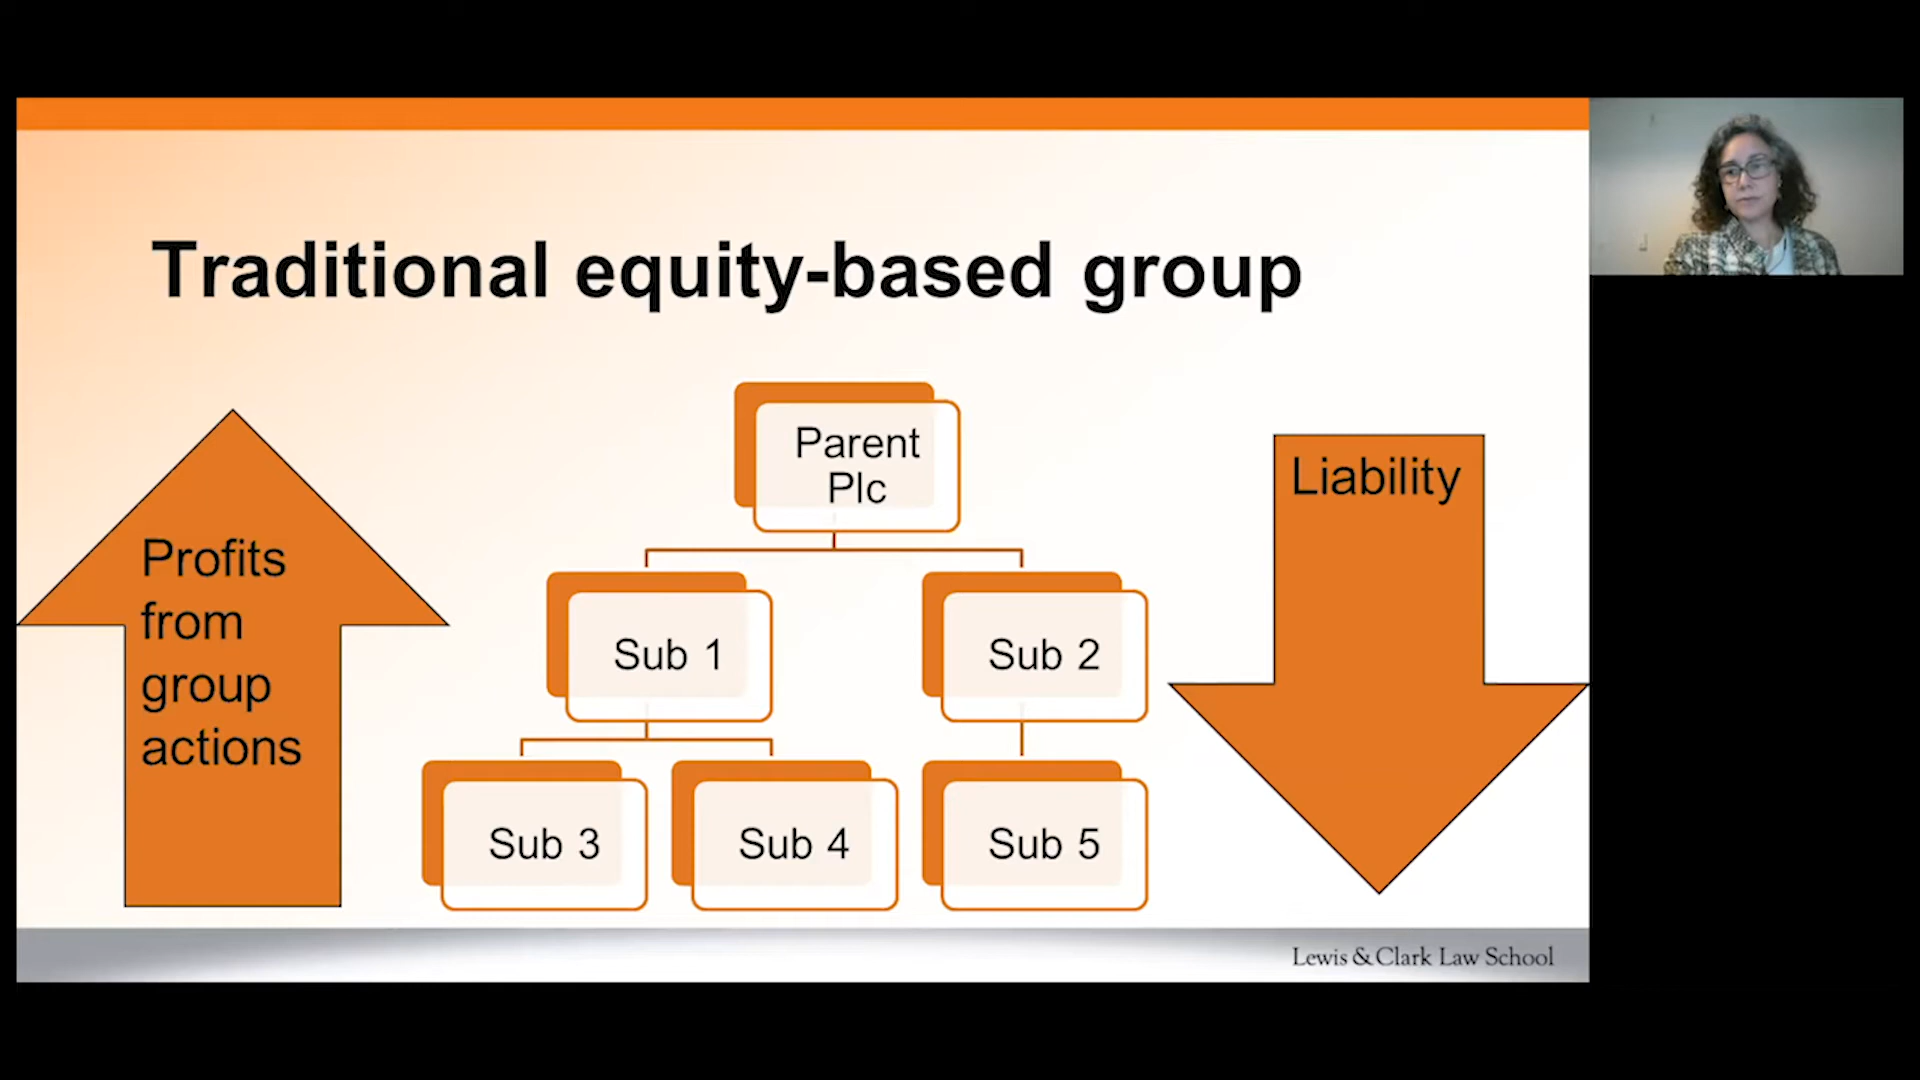 Traditional equity-based group
Profits
from
group
actions
Parent
Plc
Liability
Sub 1
Sub 2
Sub 3
Sub 4
Sub 5
Lewis & Clark Law School